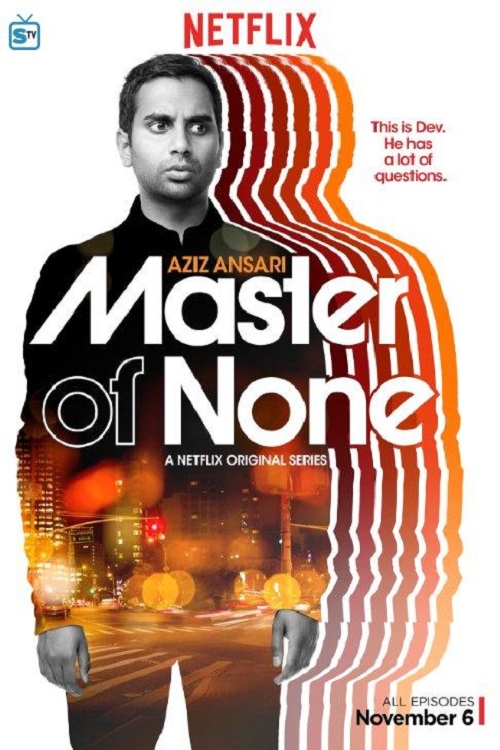 NETFLIX
STV
This is Dev.
He has
a lot of
questions.
AZIZ ANSARI
Master
of None
A NETFLIX ORIGINAL SERIES
ALL EPISODES
November 6